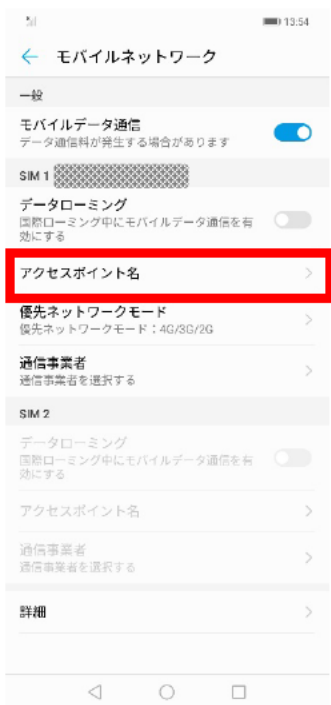 13:54
モバイルネットワーク
一般
モバイルデータ通信
データ通信料が発生する場合があります
SIM 1
データローミング
国際ローミング中にモバイルデータ通信を有
効にする
アクセスポイント名
優先ネットワークモード
優先ネットワークモード：4G/3G/2G
通信事業者
通信事業者を選択する
SIM 2
データローミング
国際ローミング中にモバイルデータ通信を有
効にする
アクセスポイント名
通信事業者
通信事業者を選択する
詳細